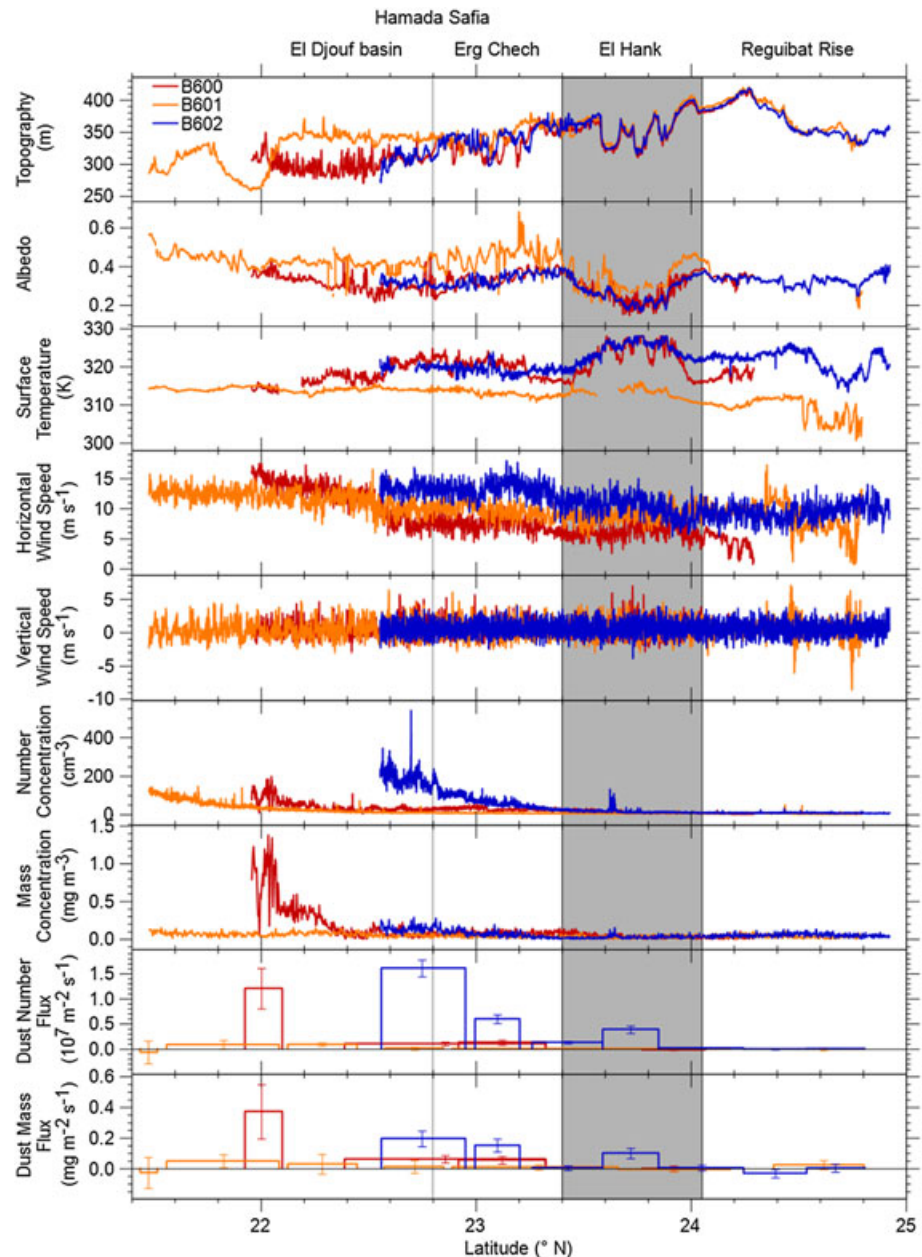 Hamada Safia
El Djouf basin Erg Chech El Hank Reguibat Rise
B600
B601
B602
Topography
(m)
400
350
300
250
Albedo
0.6
0.4
0.2
Surface
Temperature
(K)
330
320
310
300
Horizontal
Wind Speed
(m s⁻¹)
15
10
5
0
Vertical
Wind Speed
(m s⁻¹)
5
0
-5
-10
Number
Concentration
(cm⁻³)
400
200
0
Mass
Concentration
(mg m⁻³)
1.5
1.0
0.5
0.0
Dust Number
Flux
(10⁷ m⁻² s⁻¹)
1.5
1.0
0.5
0.0
Dust Mass
Flux
(mg m⁻² s⁻¹)
0.6
0.4
0.2
0.0
22 23 24 25
Latitude (° N)